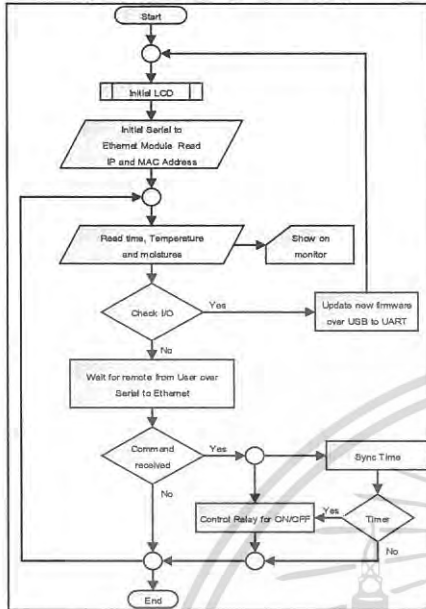 Start
Initial LCD
Initial Serial to
Ethernet Module Read
IP and MAC Address
Read time, Temperature
and moistures
Show on
monitor
Check I/O
Yes
Update new firmware
over USB to UART
No
Wait for remote from User over
Serial to Ethernet
Command
received
Yes
Sync Time
No
Control Relay for ON/OFF
Yes
Timer
No
End